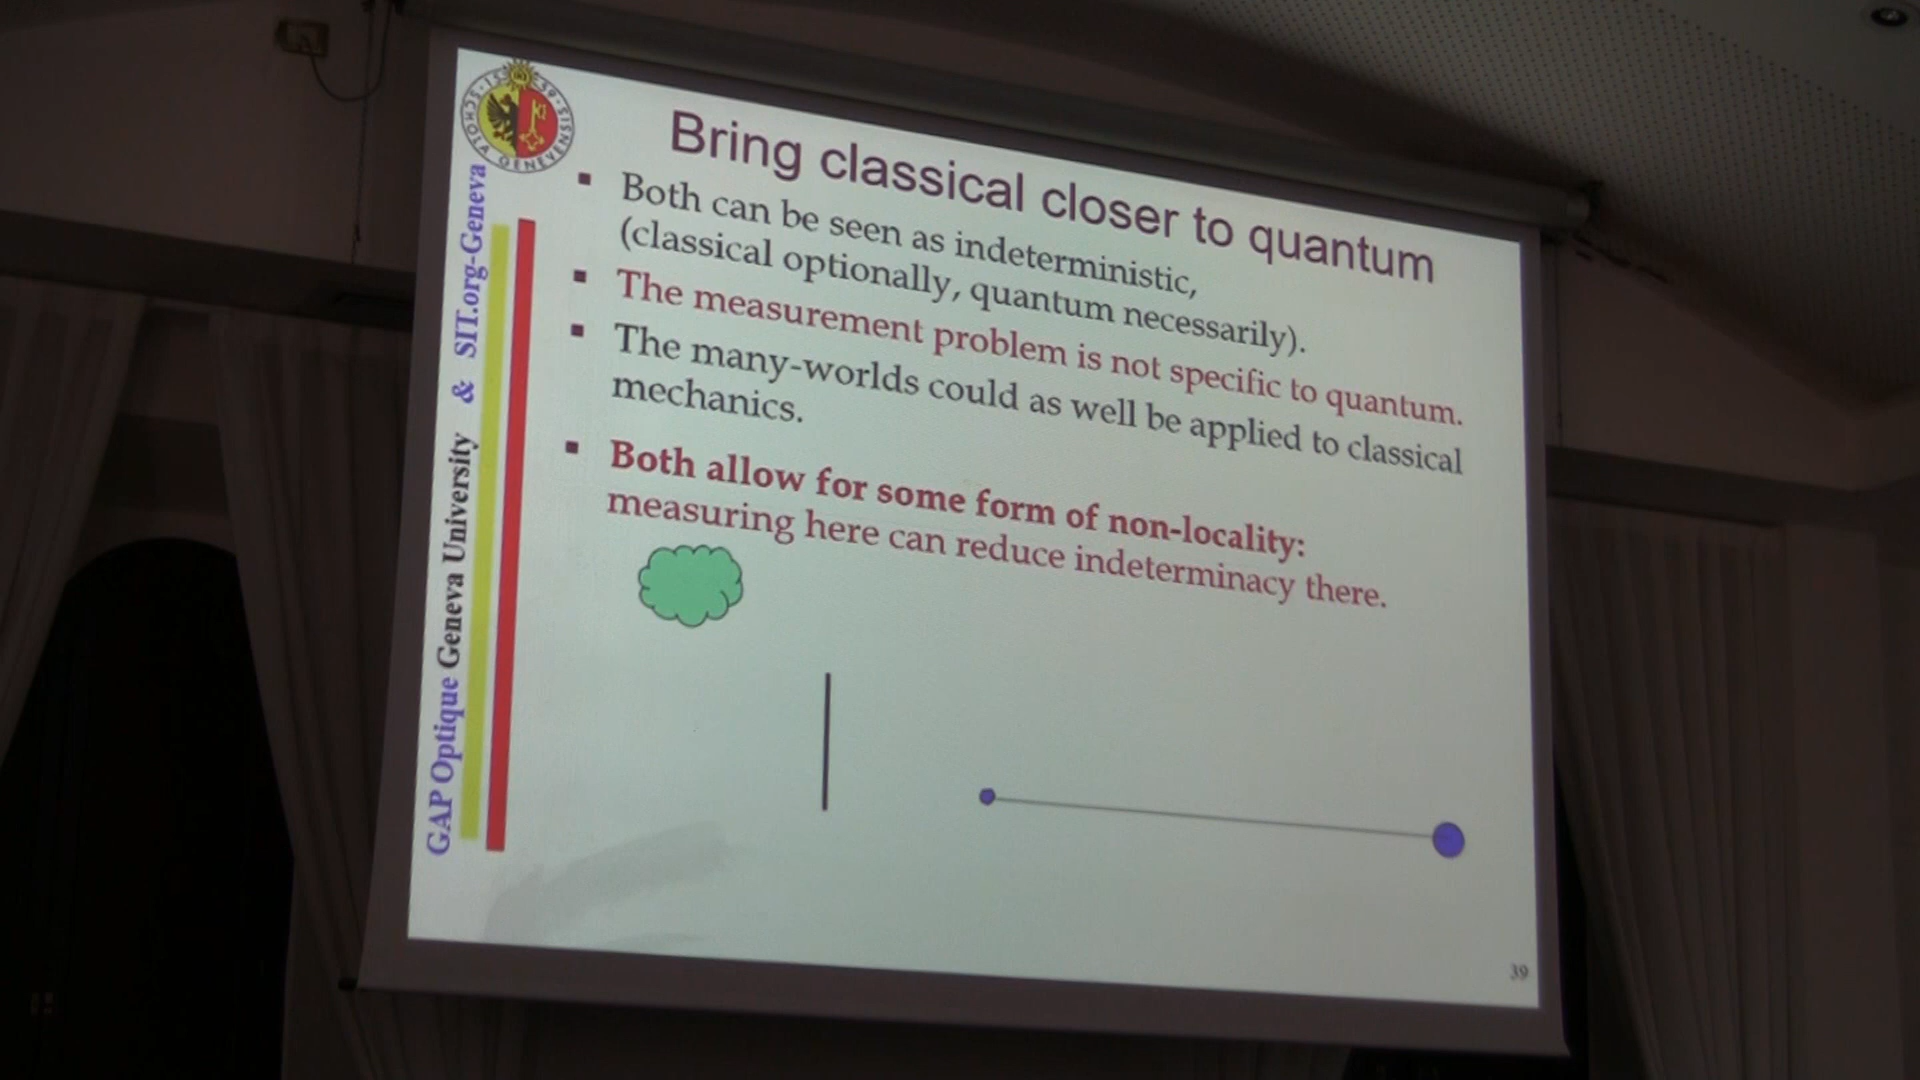 Bring classical closer to quantum
▪ Both can be seen as indeterministic,
(classical optionally, quantum necessarily).
▪ The measurement problem is not specific to quantum.
▪ The many-worlds could as well be applied to classical
mechanics.
▪ Both allow for some form of non-locality:
measuring here can reduce indeterminacy there.
GAP Optique Geneva University & SIT.org-Geneva
SCHOLA GENEVENSIS
39